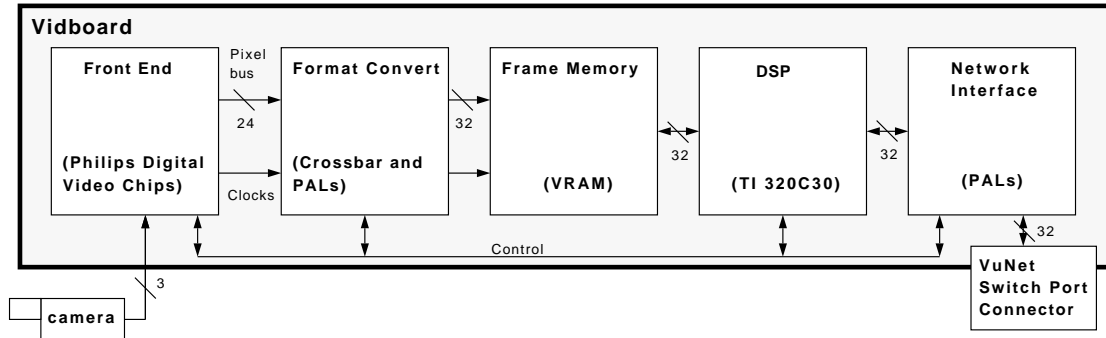 Vidboard
Front End
(Philips Digital
Video Chips)
Pixel
bus
24
Clocks
Format Convert
(Crossbar and
PALs)
32
Frame Memory
(VRAM)
32
DSP
(TI 320C30)
32
Network
Interface
(PALs)
Control
32
3
camera
VuNet
Switch Port
Connector